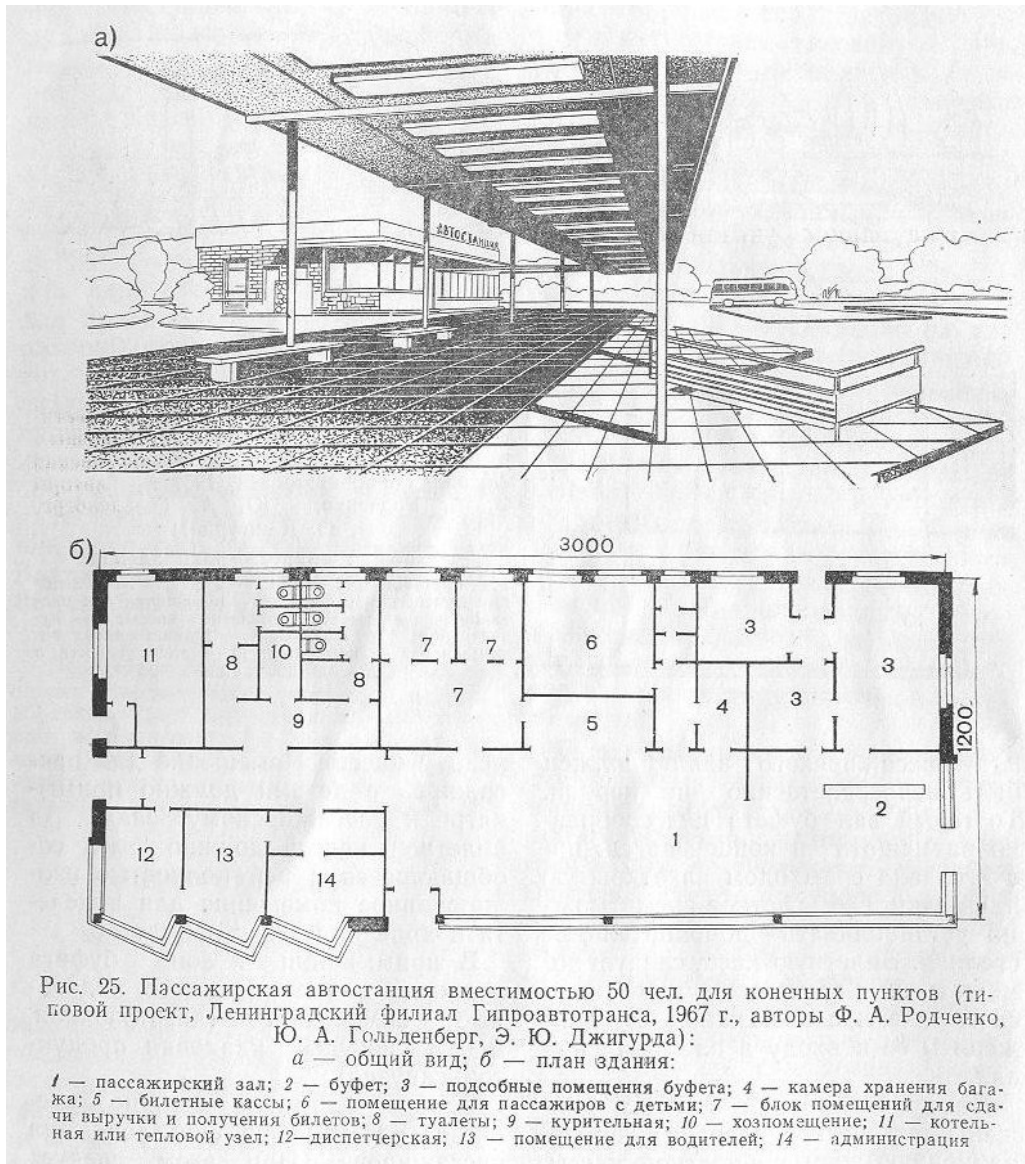 а)
АВТОСТАНЦИЯ
б)
3000
11
8
10
8
9
7
7
7
6
5
3
4
3
3
1200
2
1
12
13
14
Рис. 25. Пассажирская автостанция вместимостью 50 чел. для конечных пунктов (ти-
повой проект, Ленинградский филиал Гипроавтотранса, 1967 г., авторы Ф. А. Родченко,
Ю. А. Гольденберг, Э. Ю. Джигурда):
а — общий вид; б — план здания:
1 — пассажирский зал; 2 — буфет; 3 — подсобные помещения буфета; 4 — камера хранения бага-
жа; 5 — билетные кассы; 6 — помещение для пассажиров с детьми; 7 — блок помещений для сда-
чи выручки и получения билетов; 8 — туалеты; 9 — курительная; 10 — хозпомещение; 11 — котель-
ная или тепловой узел; 12—диспетчерская; 13 — помещение для водителей; 14 — администрация